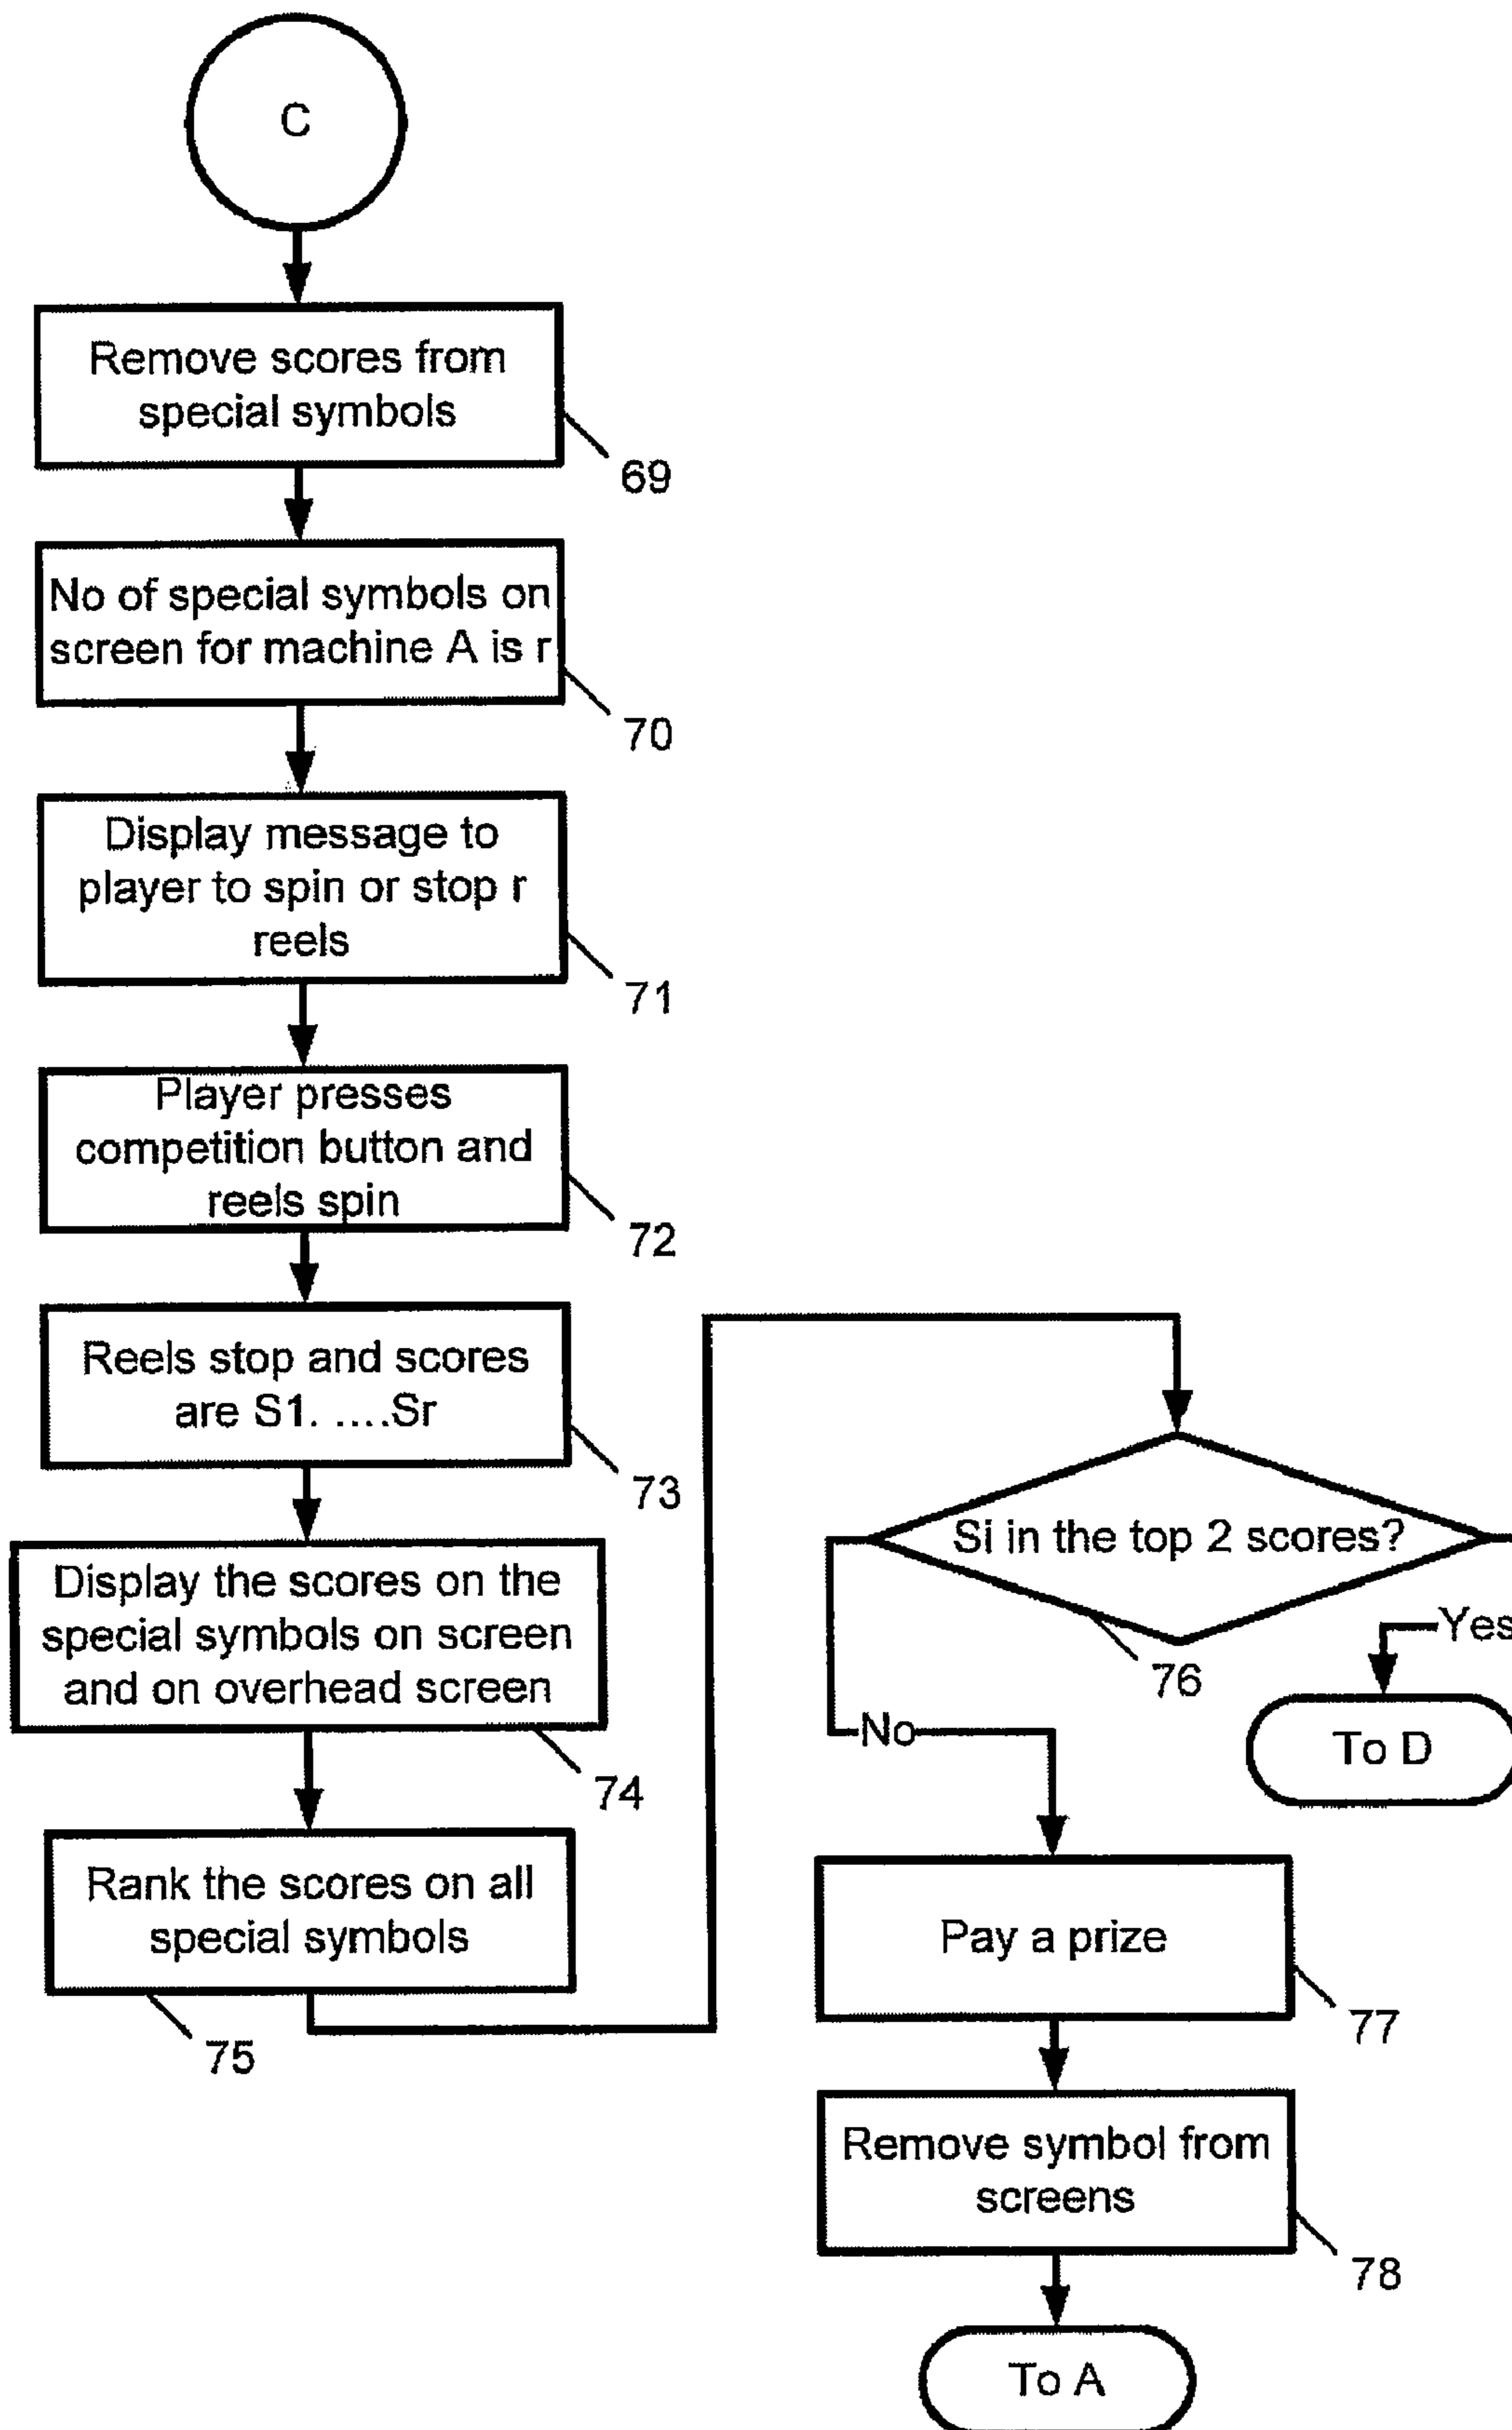 C
Remove scores from
special symbols
69
No of special symbols on
screen for machine A is r
70
Display message to
player to spin or stop r
reels
71
Player presses
competition button and
reels spin
72
Reels stop and scores
are S1. ....Sr
73
Display the scores on the
special symbols on screen
and on overhead screen
74
Rank the scores on all
special symbols
75
Si in the top 2 scores?
76
Yes
To D
No
Pay a prize
77
Remove symbol from
screens
78
To A